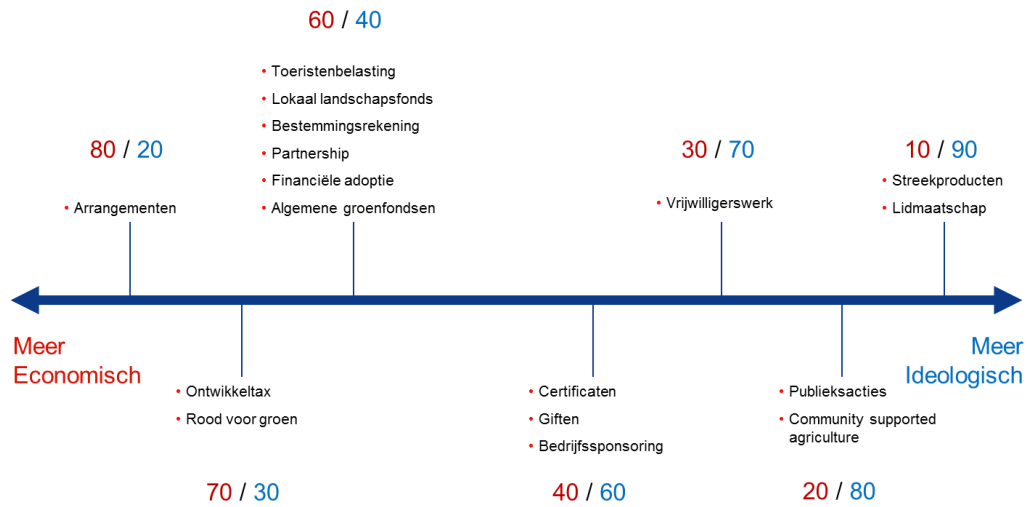 60 / 40
• Toeristenbelasting
• Lokaal landschapsfonds
• Bestemmingsrekening
• Partnership
• Financiële adoptie
• Algemene groenfondsen
80 / 20
• Arrangementen
30 / 70
• Vrijwilligerswerk
10 / 90
• Streekproducten
• Lidmaatschap
Meer
Economisch
Meer
Ideologisch
• Ontwikkeltax
• Rood voor groen
70 / 30
• Certificaten
• Giften
• Bedrijfssponsoring
40 / 60
• Publieksacties
• Community supported
agriculture
20 / 80